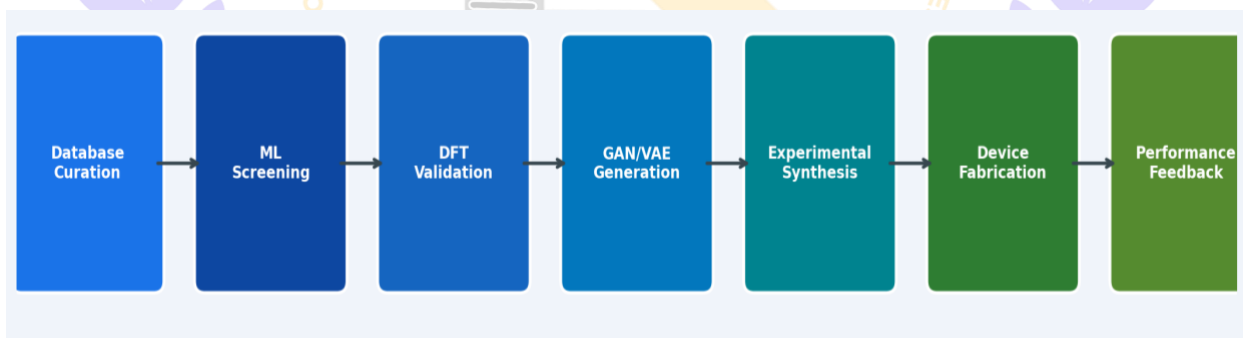 Database
Curation
ML
Screening
DFT
Validation
GAN/VAE
Generation
Experimental
Synthesis
Device
Fabrication
Performance
Feedback